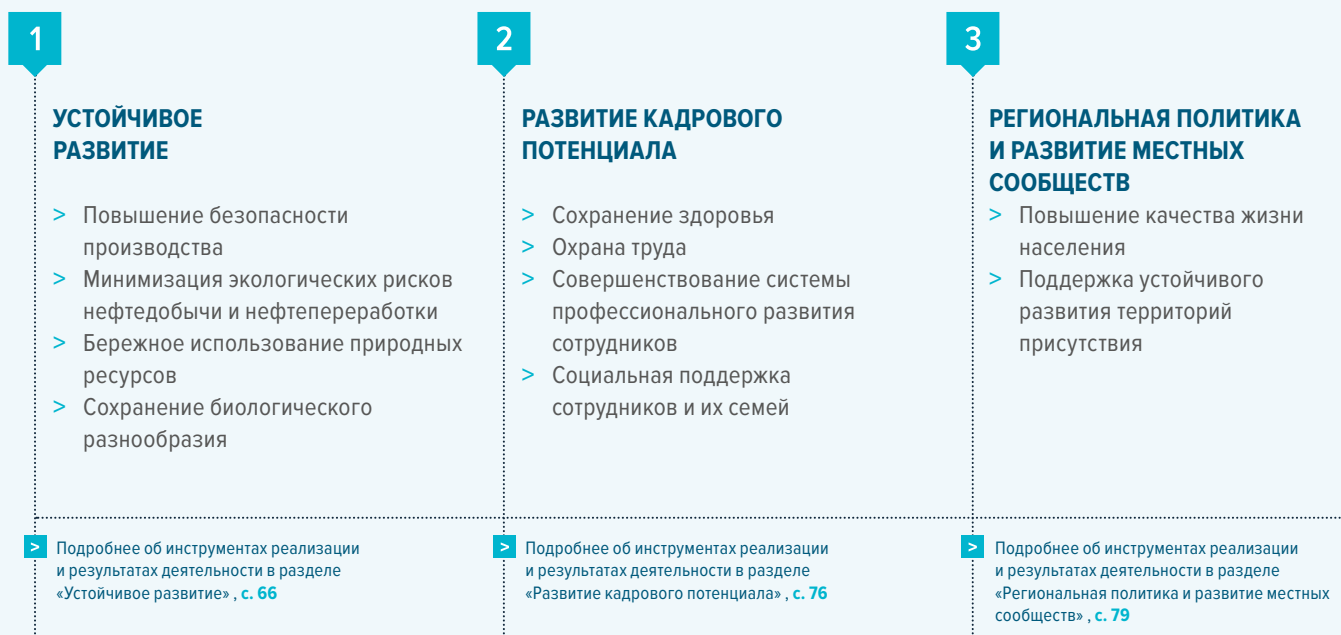 1
УСТОЙЧИВОЕ
РАЗВИТИЕ
> Повышение безопасности
производства
> Минимизация экологических рисков
нефтедобычи и нефтепереработки
> Бережное использование природных
ресурсов
> Сохранение биологического
разнообразия
> Подробнее об инструментах реализации
и результатах деятельности в разделе
«Устойчивое развитие» , с. 66
2
РАЗВИТИЕ КАДРОВОГО
ПОТЕНЦИАЛА
> Сохранение здоровья
> Охрана труда
> Совершенствование системы
профессионального развития
сотрудников
> Социальная поддержка
сотрудников и их семей
> Подробнее об инструментах реализации
и результатах деятельности в разделе
«Развитие кадрового потенциала» , с. 76
3
РЕГИОНАЛЬНАЯ ПОЛИТИКА
И РАЗВИТИЕ МЕСТНЫХ
СООБЩЕСТВ
> Повышение качества жизни
населения
> Поддержка устойчивого
развития территорий
присутствия
> Подробнее об инструментах реализации
и результатах деятельности в разделе
«Региональная политика и развитие местных
сообществ» , с. 79